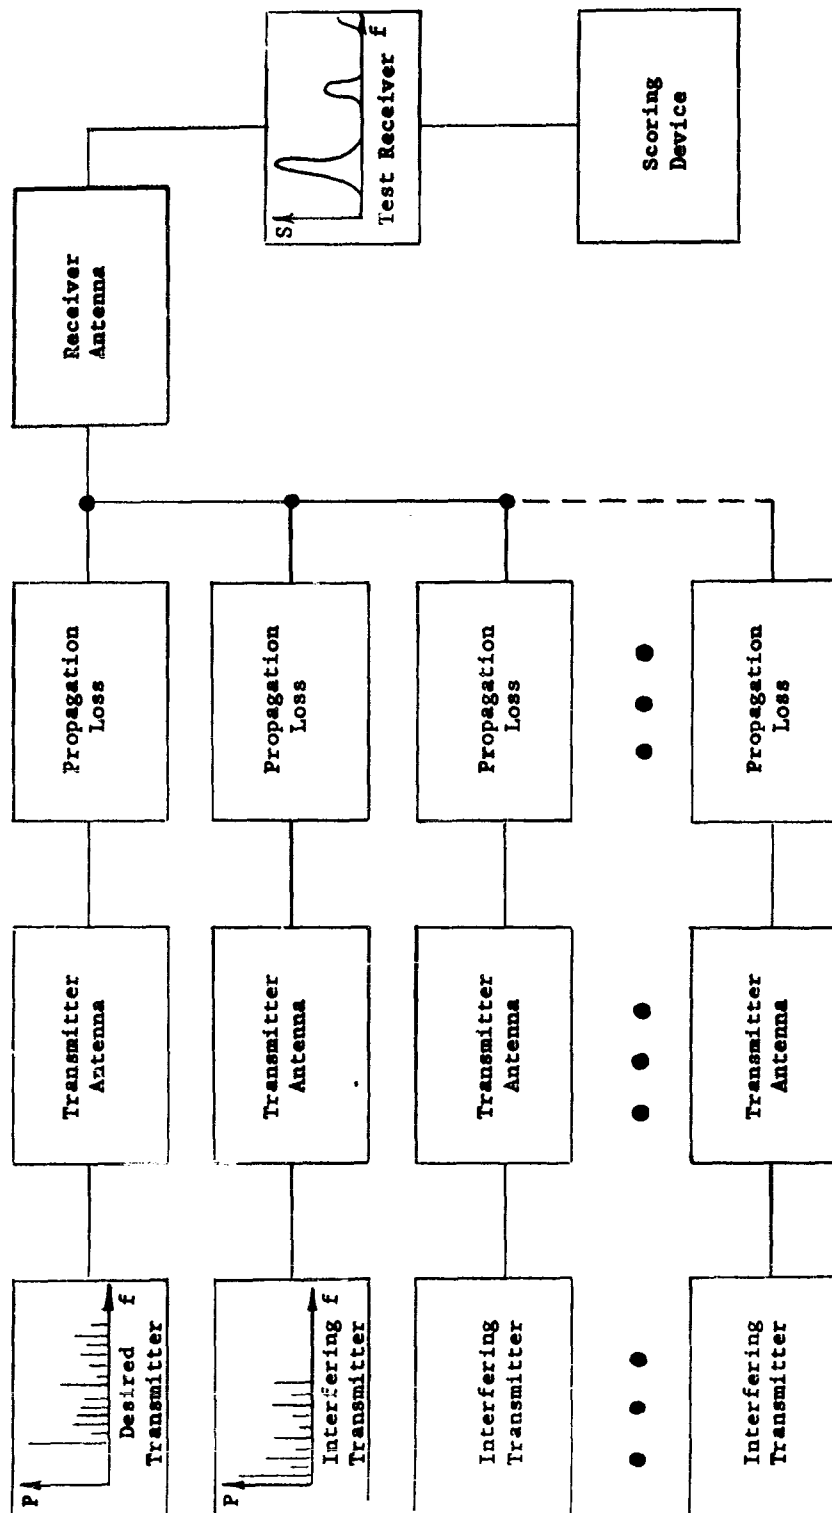 P
f
Desired
Transmitter
Transmitter
Antenna
Propagation
Loss
Receiver
Antenna
S
f
Test Receiver
Scoring
Device
P
f
Interfering
Transmitter
Transmitter
Antenna
Propagation
Loss
Interfering
Transmitter
Transmitter
Antenna
Propagation
Loss
Interfering
Transmitter
Transmitter
Antenna
Propagation
Loss